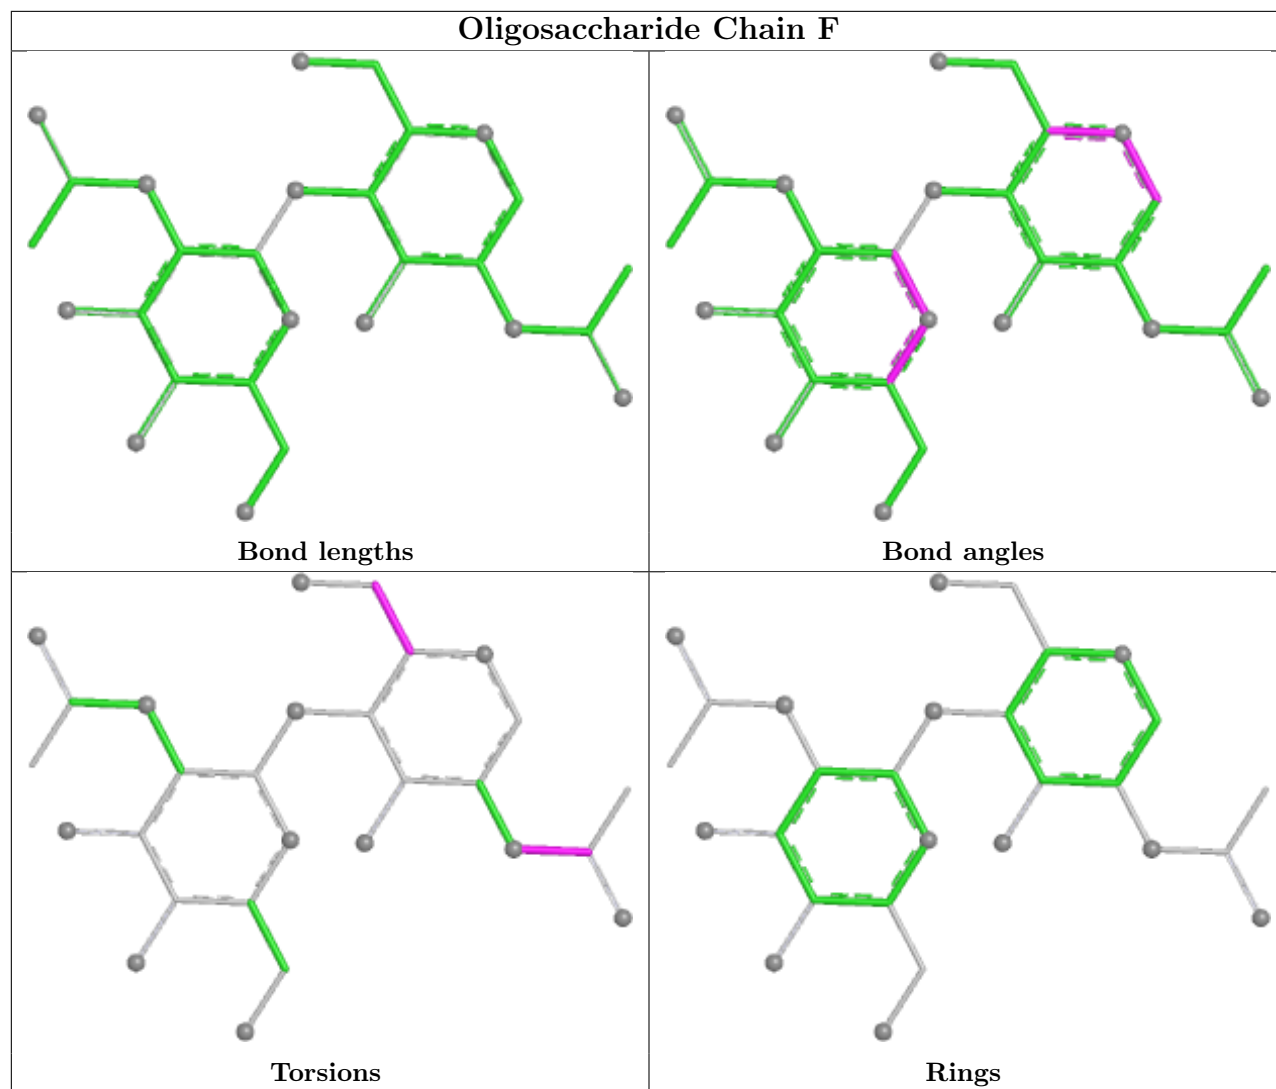 Oligosaccharide Chain F
Bond lengths
Bond angles
Torsions
Rings